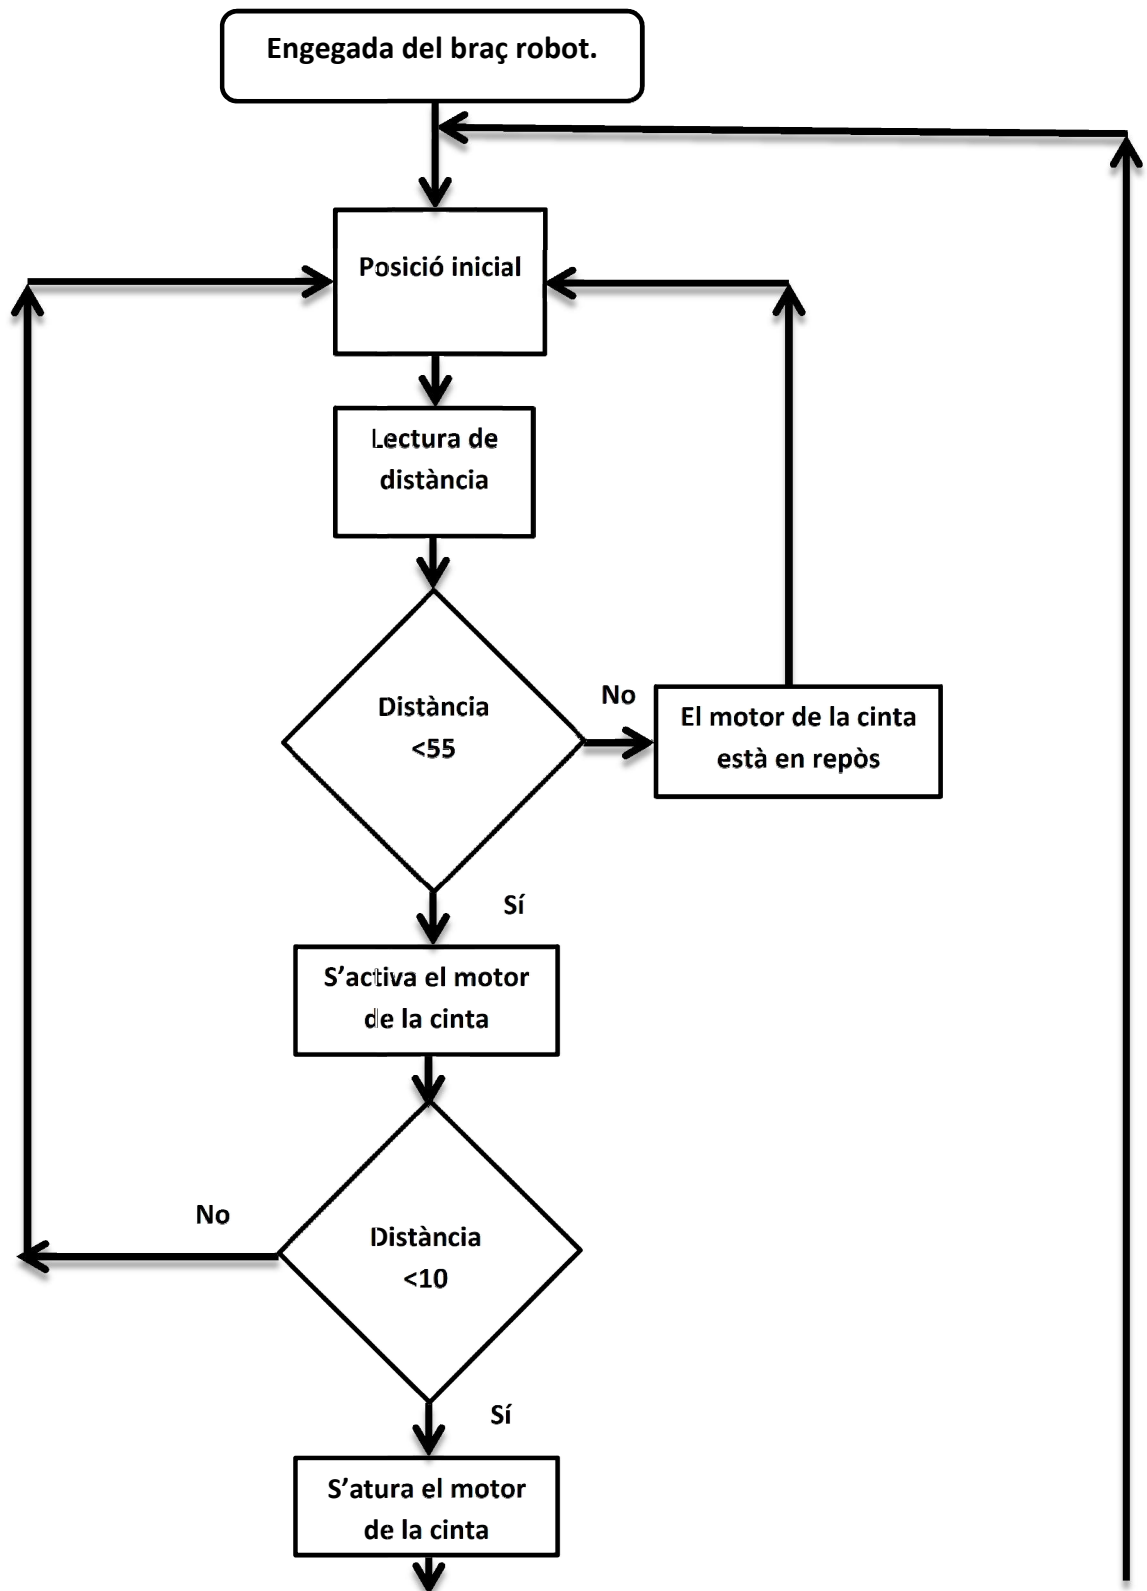 Engegada del braç robot.
Posició inicial
Lectura de
distància
Distància
<55
No
El motor de la cinta
està en repòs
Sí
S’activa el motor
de la cinta
No
Distància
<10
Sí
S’atura el motor
de la cinta